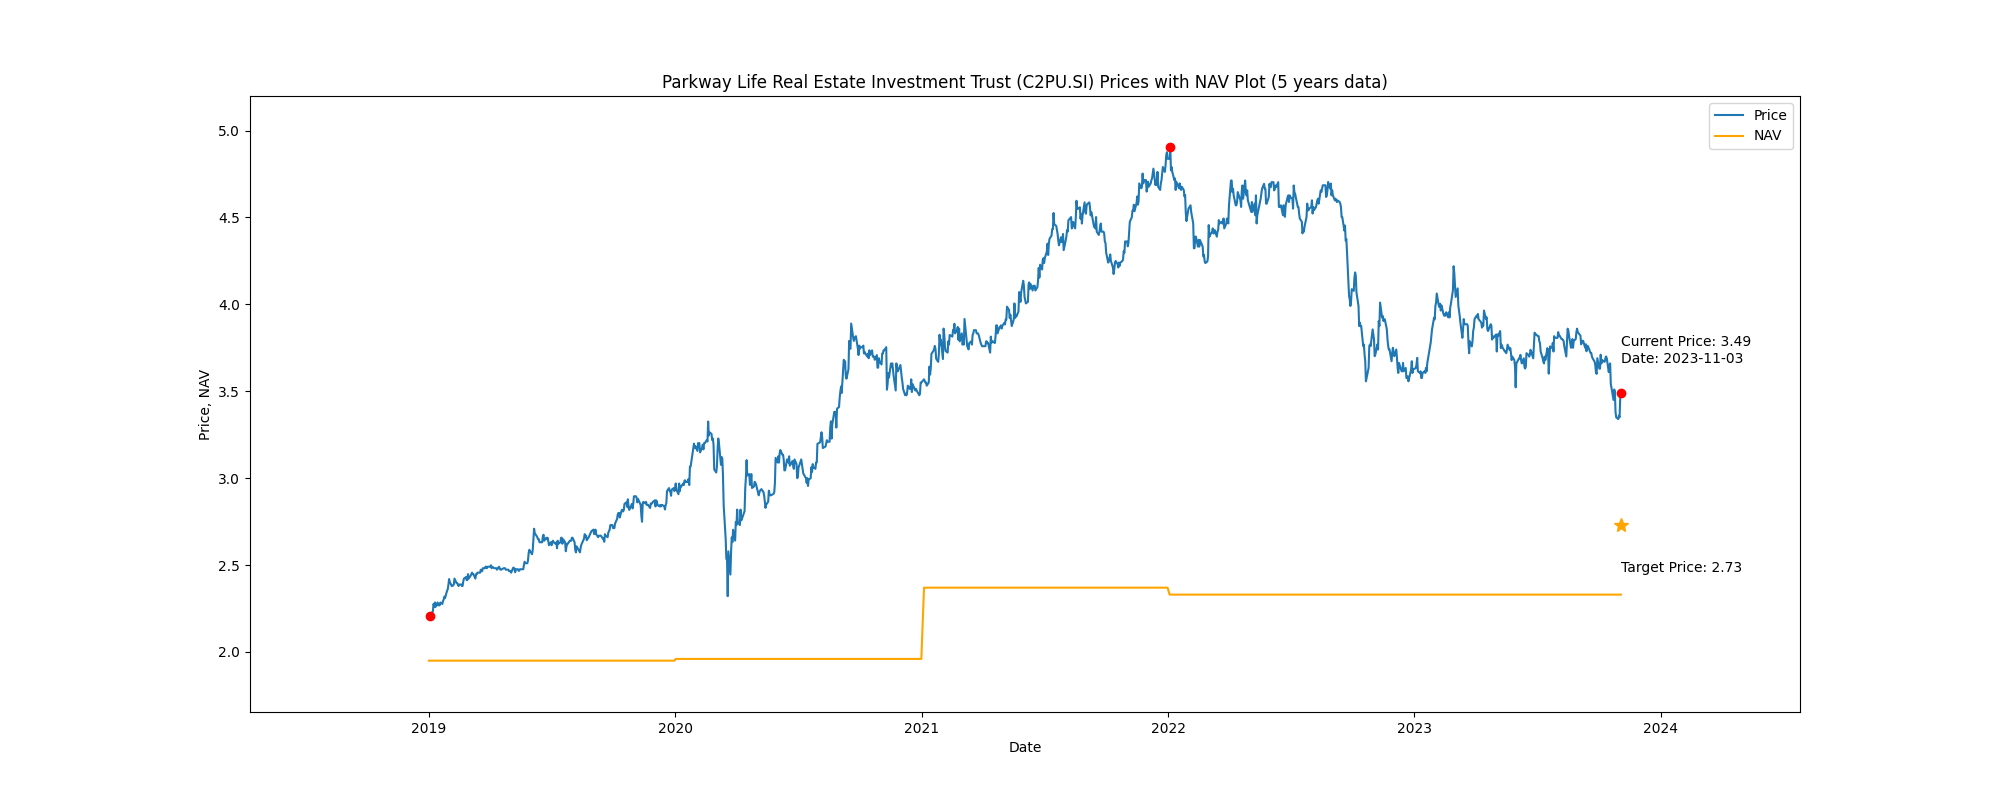 Parkway Life Real Estate Investment Trust (C2PU.SI) Prices with NAV Plot (5 years data)
Price
NAV
5.0
4.5
4.0
3.5
3.0
2.5
2.0
Price, NAV
Current Price: 3.49
Date: 2023-11-03
Target Price: 2.73
2019
2020
2021
2022
2023
2024
Date